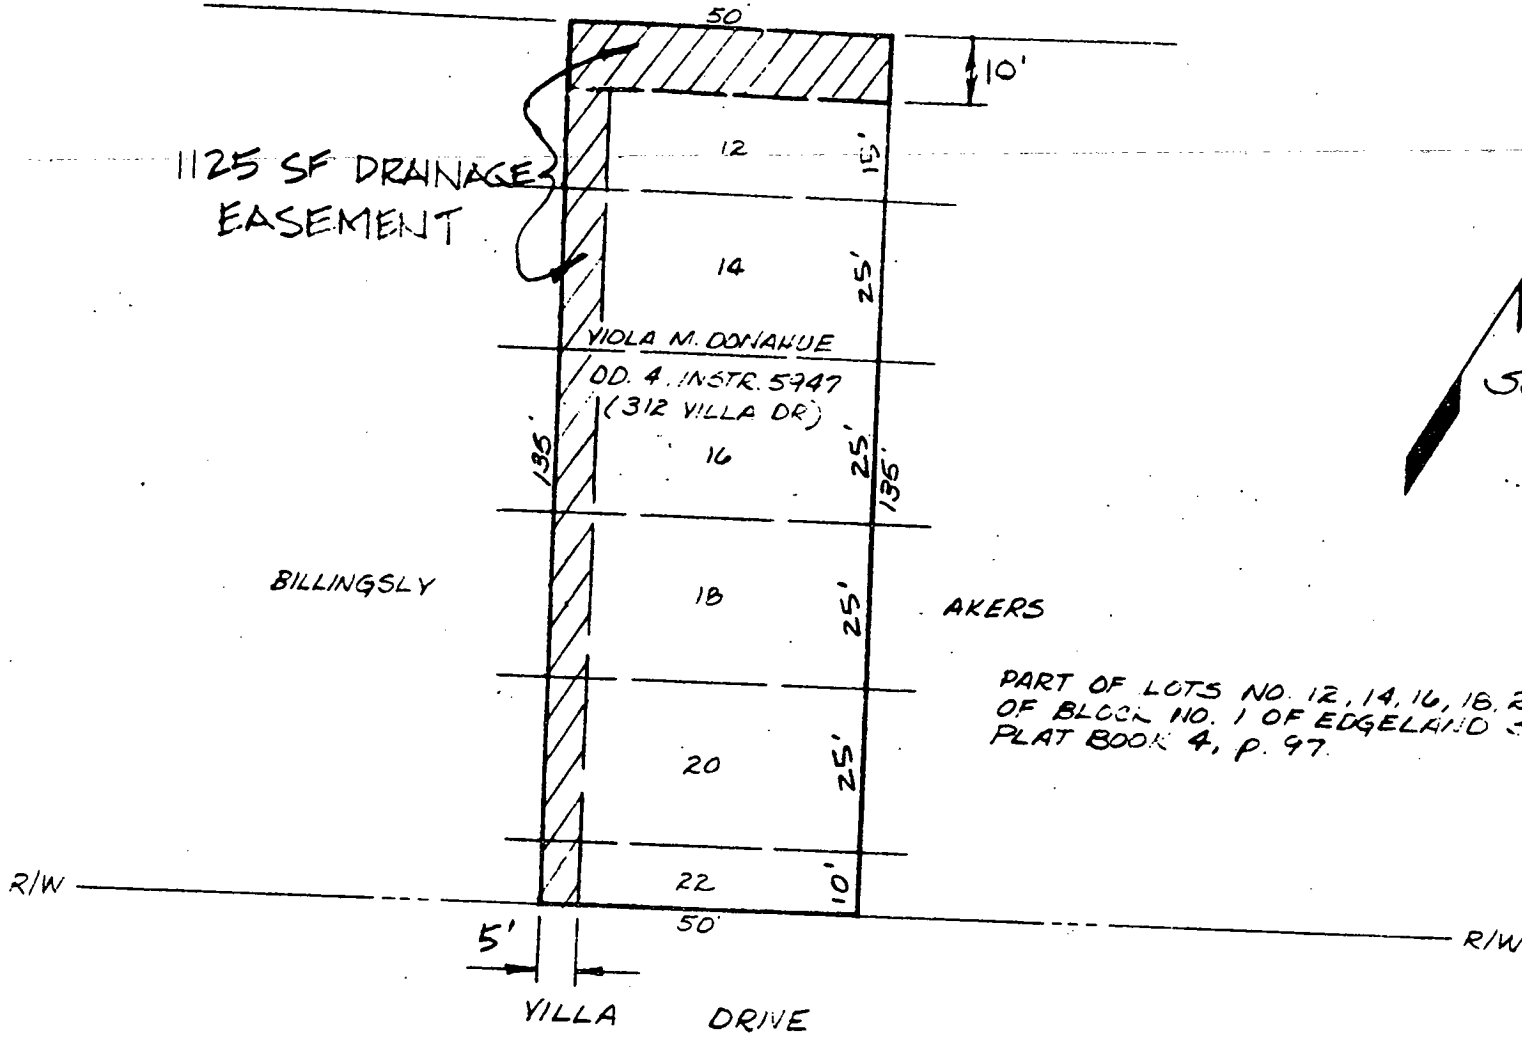 50'
10'
12
15'
1125 SF DRAINAGE
EASEMENT
14
25'
VIOLA M. DONAHUE
DD. 4. INSTR. 5947
(312 VILLA DR)
135'
16
25'
135'
BILLINGSLY
18
25'
AKERS
PART OF LOTS NO. 12, 14, 16, 18,
OF BLOCK NO. 1 OF EDGELAND
PLAT BOOK 4, P. 97.
20
25'
R/W
22
10'
50'
R/W
5'
VILLA DRIVE